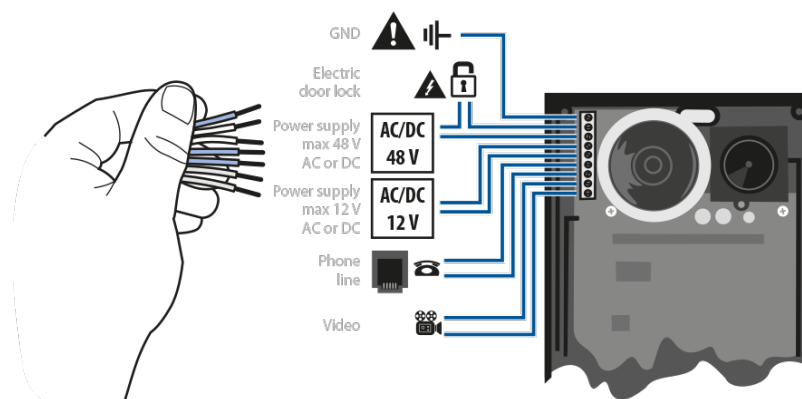 GND
Electric
door lock
Power supply
max 48 V
AC or DC
AC/DC
48 V
Power supply
max 12 V
AC or DC
AC/DC
12 V
Phone
line
Video